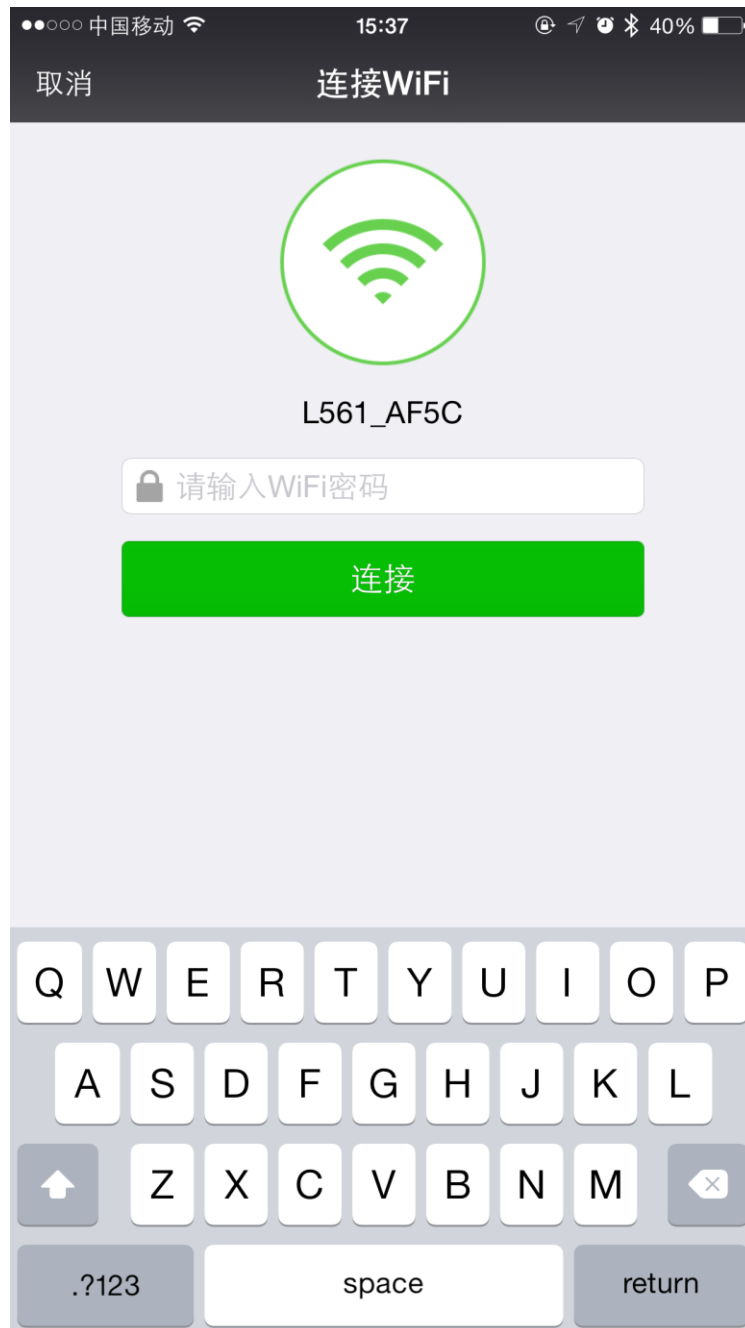 中国移动 15:37 40%
取消 连接WiFi
L561_AF5C
请输入WiFi密码
连接
Q W E R T Y U I O P
A S D F G H J K L
Z X C V B N M
.?123 space return